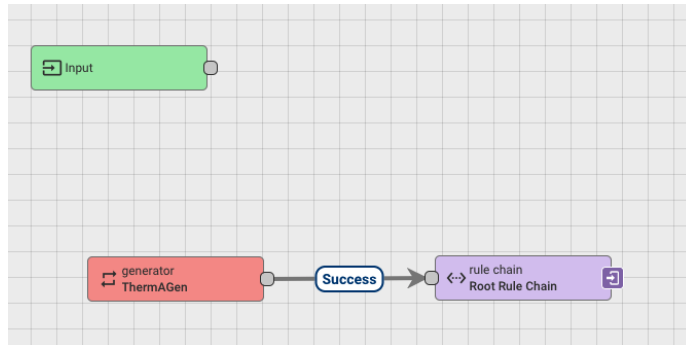 Input
generator
ThermAGen
Success
rule chain
Root Rule Chain